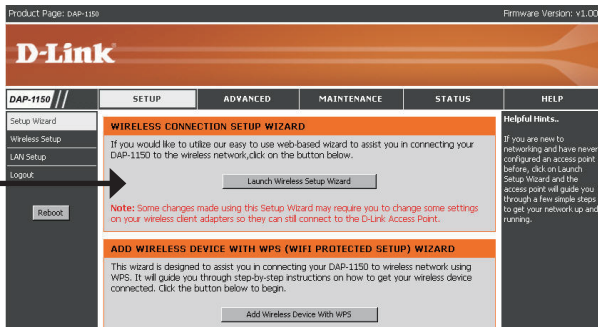 Product Page: DAP-1150
Firmware Version: v1.00
D-Link
DAP-1150
SETUP
ADVANCED
MAINTENANCE
STATUS
HELP
Setup Wizard
Wireless Setup
LAN Setup
Logout
Reboot
WIRELESS CONNECTION SETUP WIZARD
If you would like to utilize our easy to use web-based wizard to assist you in connecting your
DAP-1150 to the wireless network,click on the button below.
Launch Wireless Setup Wizard
Note: Some changes made using this Setup Wizard may require you to change some settings
on your wireless client adapters so they can still connect to the D-Link Access Point.
ADD WIRELESS DEVICE WITH WPS (WIFI PROTECTED SETUP) WIZARD
This wizard is designed to assist you in connecting your DAP-1150 to wireless network using
WPS. It will guide you through step-by-step instructions on how to get your wireless device
connected. Click the button below to begin.
Add Wireless Device With WPS
Helpful Hints..
If you are new to
networking and have never
configured an access point
before, click on Launch
Setup Wizard and the
access point will guide you
through a few simple steps
to get your network up and
running.